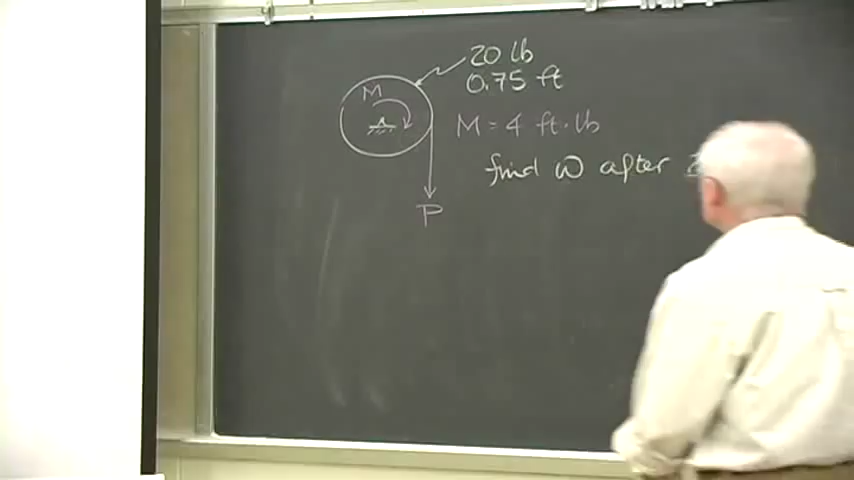 20 lb
0.75 ft
M
M = 4 ft·lb
find ω after
A
P